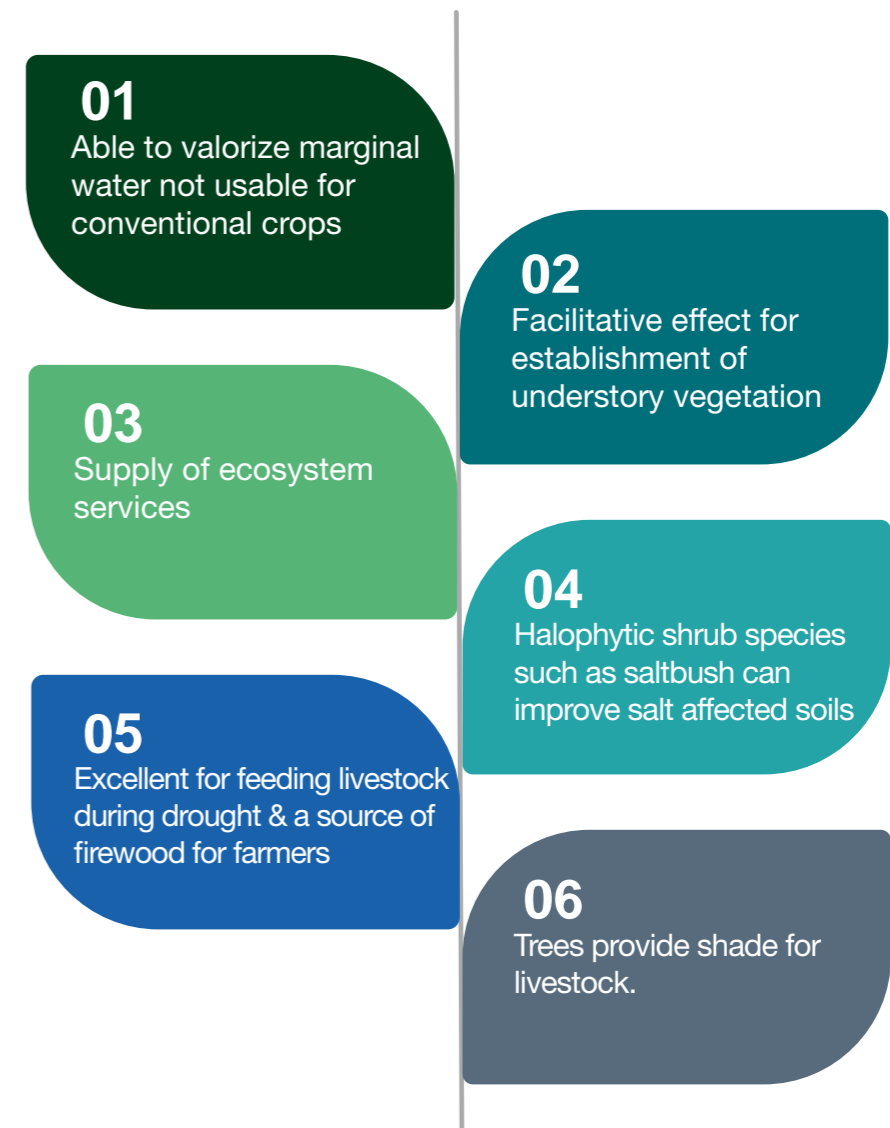 01
Able to valorize marginal
water not usable for
conventional crops
02
Facilitative effect for
establishment of
understory vegetation
03
Supply of ecosystem
services
04
Halophytic shrub species
such as saltbush can
improve salt affected soils
05
Excellent for feeding livestock
during drought & a source of
firewood for farmers
06
Trees provide shade for
livestock.